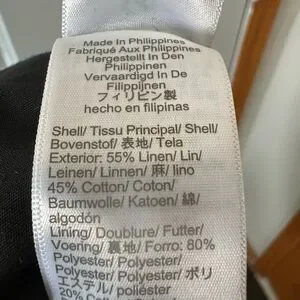 Made In Philippines
Fabriqué Aux Philippines
Hergestellt In Den
Philippinen
Vervaardigd In De
Filippijnen
フィリピン製
hecho en filipinas
Shell/ Tissu Principal/ Shell/
Bovenstof/ 表地/ Tela
Exterior: 55% Linen/ Lin/
Leinen/ Linnen/ 麻/ lino
45% Cotton/ Coton/
Baumwolle/ Katoen/ 綿/
algodón
Lining/ Doublure/ Futter/
Voering/ 裏地/ Forro: 80%
Polyester/ Polyester/
Polyester/ Polyester/ ポリ
エステル/ poliéster
20%